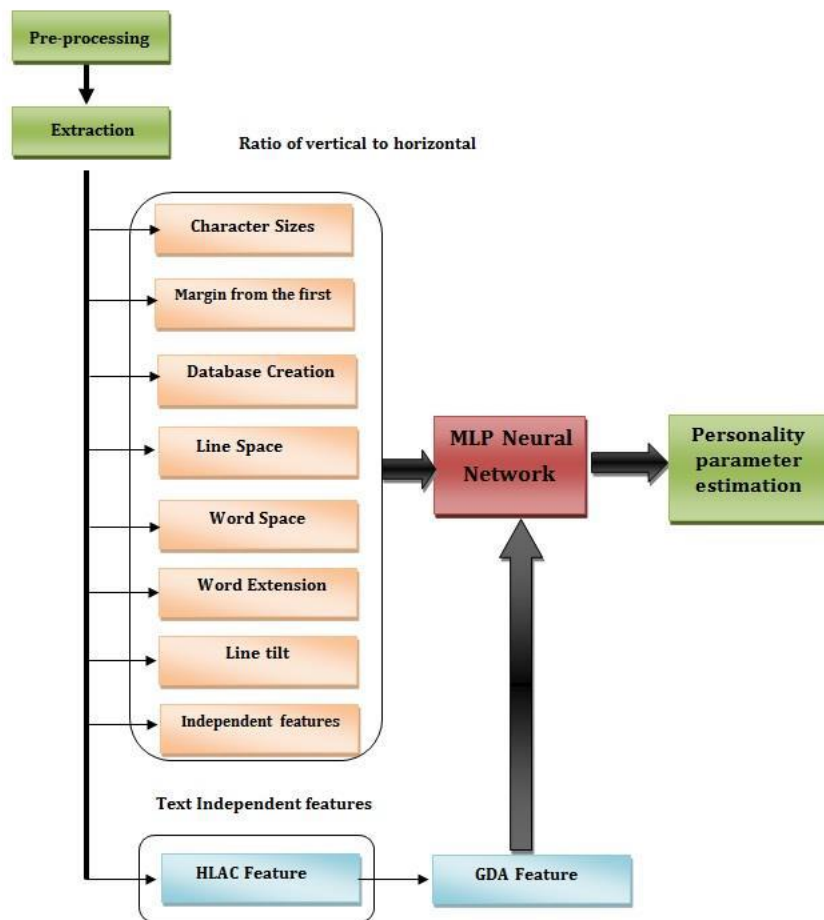 Pre-processing
Extraction
Ratio of vertical to horizontal
Character Sizes
Margin from the first
Database Creation
Line Space
Word Space
Word Extension
Line tilt
Independent features
MLP Neural
Network
Personality
parameter
estimation
Text Independent features
HLAC Feature
GDA Feature